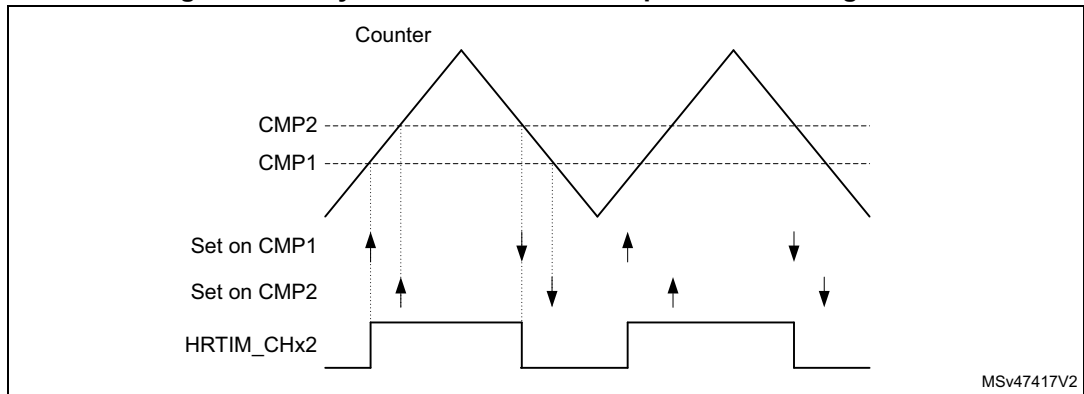 Counter
CMP2
CMP1
Set on CMP1
Set on CMP2
HRTIM_CHx2
MSv47417V2